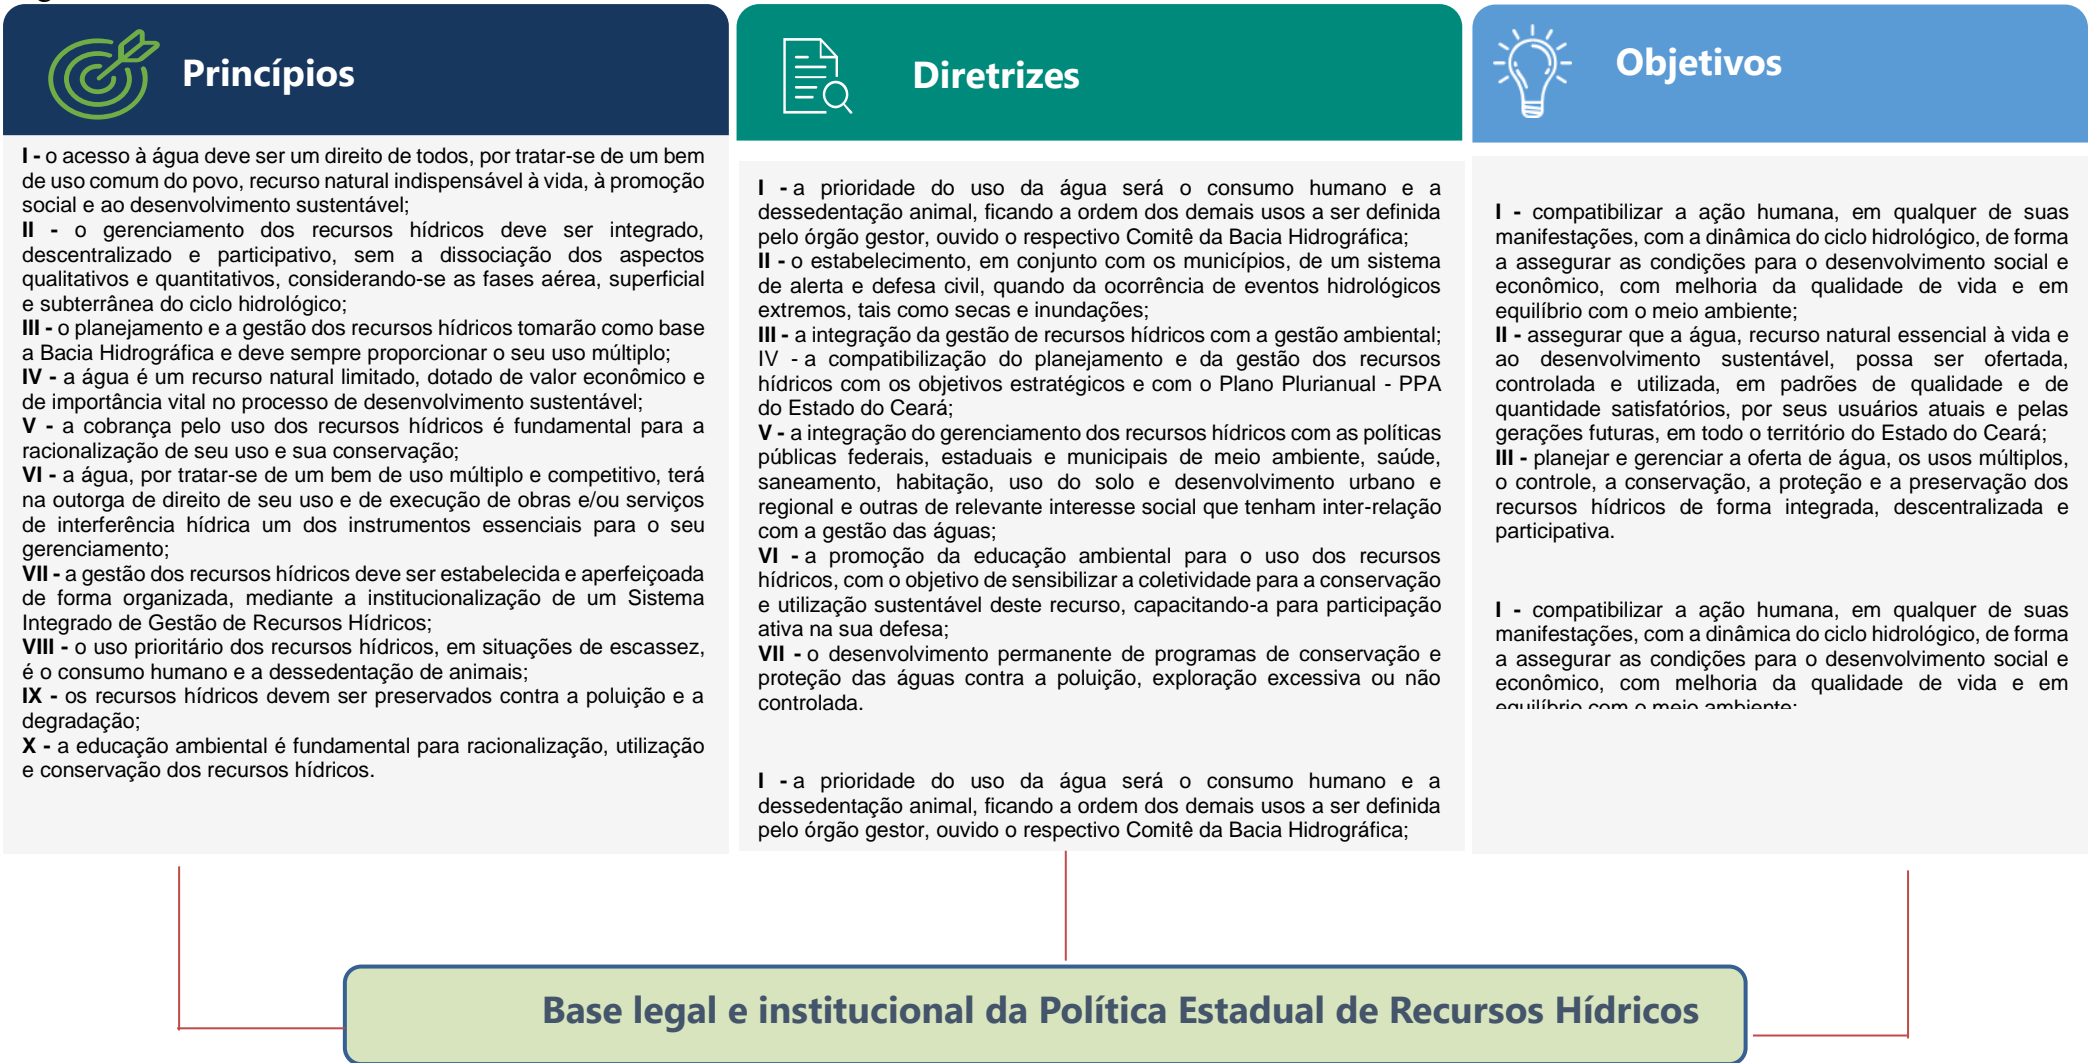 Princípios
I - o acesso à água deve ser um direito de todos, por tratar-se de um bem
de uso comum do povo, recurso natural indispensável à vida, à promoção
social e ao desenvolvimento sustentável;
II - o gerenciamento dos recursos hídricos deve ser integrado,
descentralizado e participativo, sem a dissociação dos aspectos
qualitativos e quantitativos, considerando-se as fases aérea, superficial
e subterrânea do ciclo hidrológico;
III - o planejamento e a gestão dos recursos hídricos tomarão como base
a Bacia Hidrográfica e deve sempre proporcionar o seu uso múltiplo;
IV - a água é um recurso natural limitado, dotado de valor econômico e
de importância vital no processo de desenvolvimento sustentável;
V - a cobrança pelo uso dos recursos hídricos é fundamental para a
racionalização de seu uso e sua conservação;
VI - a água, por tratar-se de um bem de uso múltiplo e competitivo, terá
na outorga de direito de seu uso e de execução de obras e/ou serviços
de interferência hídrica um dos instrumentos essenciais para o seu
gerenciamento;
VII - a gestão dos recursos hídricos deve ser estabelecida e aperfeiçoada
de forma organizada, mediante a institucionalização de um Sistema
Integrado de Gestão de Recursos Hídricos;
VIII - o uso prioritário dos recursos hídricos, em situações de escassez,
é o consumo humano e a dessedentação de animais;
IX - os recursos hídricos devem ser preservados contra a poluição e a
degradação;
X - a educação ambiental é fundamental para racionalização, utilização
e conservação dos recursos hídricos.
Diretrizes
I - a prioridade do uso da água será o consumo humano e a
dessedentação animal, ficando a ordem dos demais usos a ser definida
pelo órgão gestor, ouvido o respectivo Comitê da Bacia Hidrográfica;
II - o estabelecimento, em conjunto com os municípios, de um sistema
de alerta e defesa civil, quando da ocorrência de eventos hidrológicos
extremos, tais como secas e inundações;
III - a integração da gestão de recursos hídricos com a gestão ambiental;
IV - a compatibilização do planejamento e da gestão dos recursos
hídricos com os objetivos estratégicos e com o Plano Plurianual - PPA
do Estado do Ceará;
V - a integração do gerenciamento dos recursos hídricos com as políticas
públicas federais, estaduais e municipais de meio ambiente, saúde,
saneamento, habitação, uso do solo e desenvolvimento urbano e
regional e outras de relevante interesse social que tenham inter-relação
com a gestão das águas;
VI - a promoção da educação ambiental para o uso dos recursos
hídricos, com o objetivo de sensibilizar a coletividade para a conservação
e utilização sustentável deste recurso, capacitando-a para participação
ativa na sua defesa;
VII - o desenvolvimento permanente de programas de conservação e
proteção das águas contra a poluição, exploração excessiva ou não
controlada.
I - a prioridade do uso da água será o consumo humano e a
dessedentação animal, ficando a ordem dos demais usos a ser definida
pelo órgão gestor, ouvido o respectivo Comitê da Bacia Hidrográfica;
Objetivos
I - compatibilizar a ação humana, em qualquer de suas
manifestações, com a dinâmica do ciclo hidrológico, de forma
a assegurar as condições para o desenvolvimento social e
econômico, com melhoria da qualidade de vida e em
equilíbrio com o meio ambiente;
II - assegurar que a água, recurso natural essencial à vida e
ao desenvolvimento sustentável, possa ser ofertada,
controlada e utilizada, em padrões de qualidade e de
quantidade satisfatórios, por seus usuários atuais e pelas
gerações futuras, em todo o território do Estado do Ceará;
III - planejar e gerenciar a oferta de água, os usos múltiplos,
o controle, a conservação, a proteção e a preservação dos
recursos hídricos de forma integrada, descentralizada e
participativa.
I - compatibilizar a ação humana, em qualquer de suas
manifestações, com a dinâmica do ciclo hidrológico, de forma
a assegurar as condições para o desenvolvimento social e
econômico, com melhoria da qualidade de vida e em
equilíbrio com o meio ambiente;
Base legal e institucional da Política Estadual de Recursos Hídricos